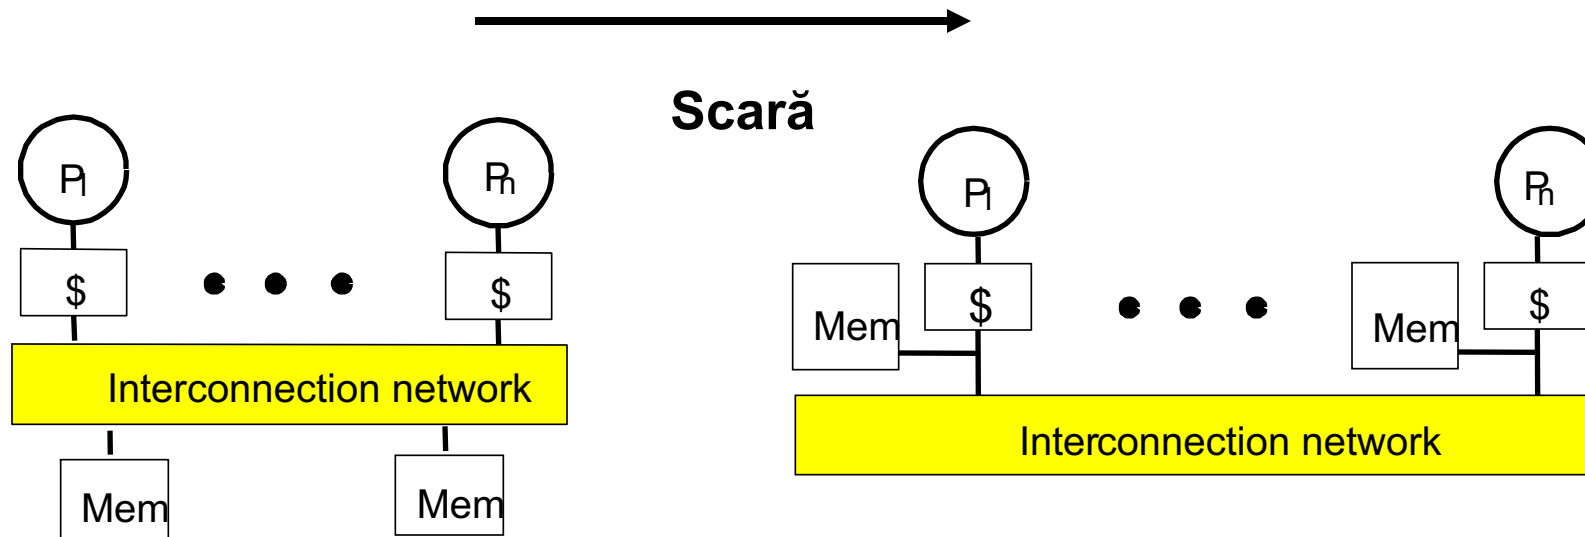 Scară
P1
Pn
$
$
Interconnection network
Mem
Mem
P1
Pn
Mem
$
Mem
$
Interconnection network